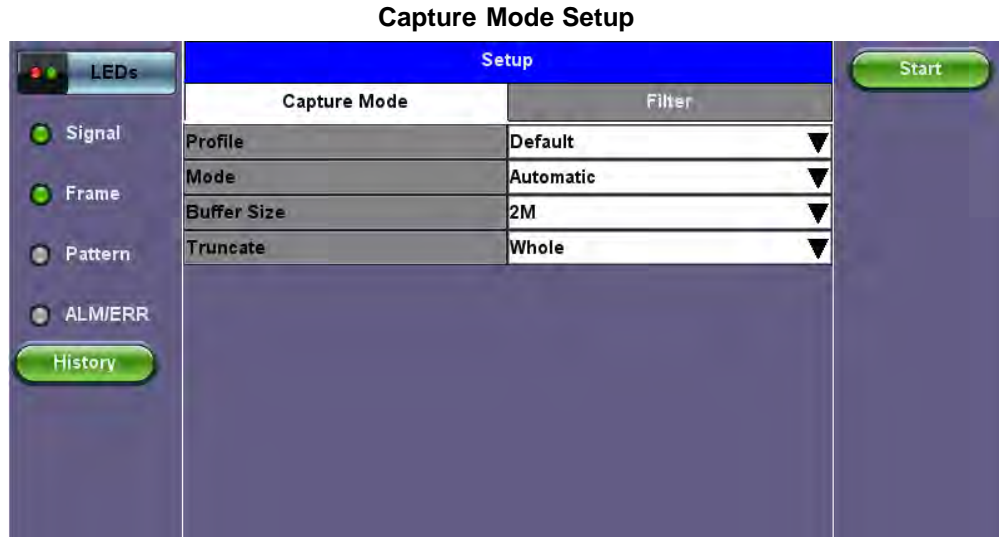 Capture Mode Setup
LEDs
Setup
Start
Capture Mode
Filter
Signal
Profile
Default
Mode
Automatic
Frame
Buffer Size
2M
Truncate
Whole
Pattern
ALM/ERR
History